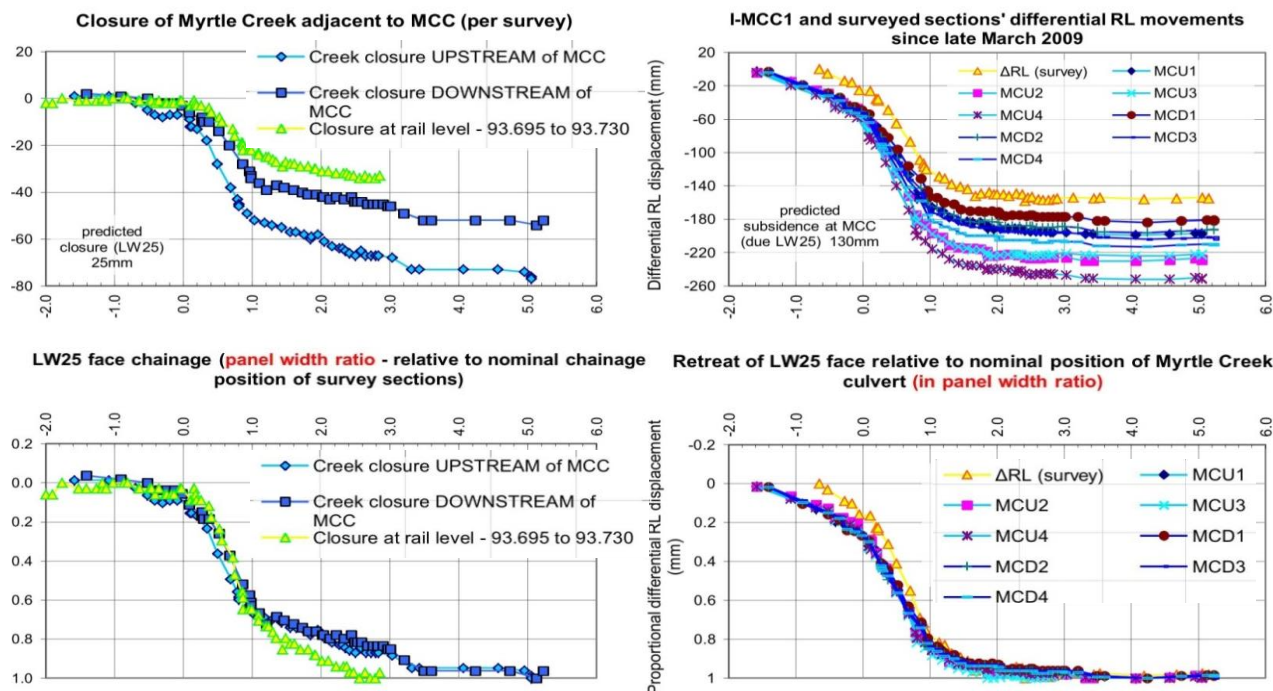 Closure of Myrtle Creek adjacent to MCC (per survey)
20
0
-20
-40
-60
-80
Creek closure UPSTREAM of MCC
Creek closure DOWNSTREAM of
MCC
Closure at rail level - 93.695 to 93.730
predicted
closure (LW25)
25mm
-2.0
-1.0
0.0
1.0
2.0
3.0
4.0
5.0
6.0
I-MCC1 and surveyed sections' differential RL movements
since late March 2009
Differential RL displacement (mm)
20
-20
-60
-100
-140
-180
-220
-260
ΔRL (survey)
MCU1
MCU2
MCU3
MCU4
MCD1
MCD2
MCD3
MCD4
predicted
subsidence at MCC
(due LW25) 130mm
-2.0
-1.0
0.0
1.0
2.0
3.0
4.0
5.0
6.0
LW25 face chainage (panel width ratio - relative to nominal chainage
position of survey sections)
-2.0
-1.0
0.0
1.0
2.0
3.0
4.0
5.0
6.0
0.2
0.0
0.2
0.4
0.6
0.8
1.0
Creek closure UPSTREAM of MCC
Creek closure DOWNSTREAM of
MCC
Closure at rail level - 93.695 to 93.730
Retreat of LW25 face relative to nominal position of Myrtle Creek
culvert (in panel width ratio)
-2.0
-1.0
0.0
1.0
2.0
3.0
4.0
5.0
6.0
Proportional differential RL displacement
(mm)
-0.2
0
0.2
0.4
0.6
0.8
1
ΔRL (survey)
MCU1
MCU2
MCU3
MCU4
MCD1
MCD2
MCD3
MCD4